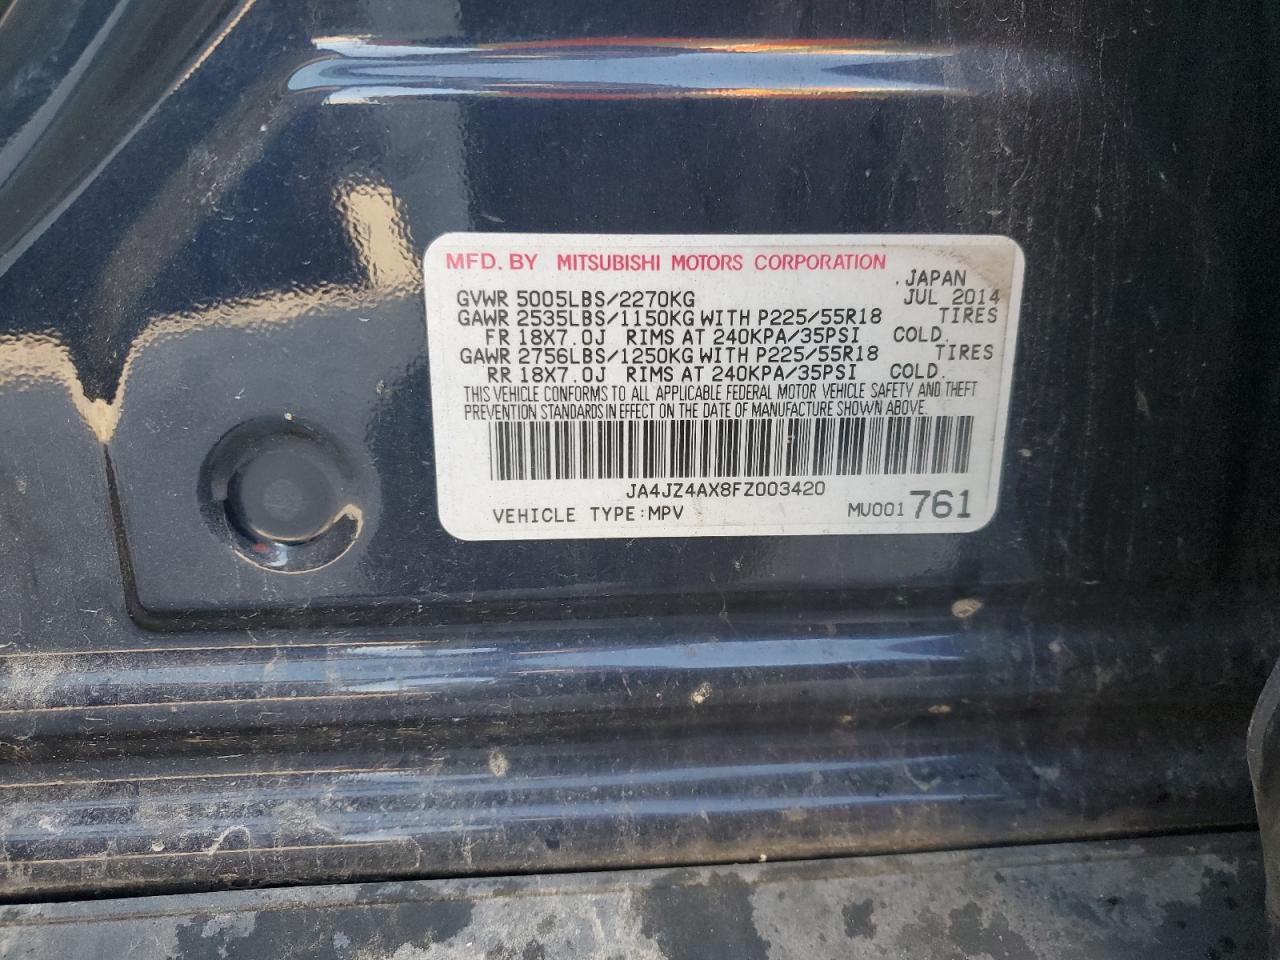 MFD. BY MITSUBISHI MOTORS CORPORATION
. JAPAN
GVWR 5005LBS/2270KG JUL 2014
GAWR 2535LBS/1150KG WITH P225/55R18 TIRES
FR 18X7.0J RIMS AT 240KPA/35PSI COLD.
GAWR 2756LBS/1250KG WITH P225/55R18 TIRES
RR 18X7.0J RIMS AT 240KPA/35PSI COLD.
THIS VEHICLE CONFORMS TO ALL APPLICABLE FEDERAL MOTOR VEHICLE SAFETY AND THEFT
PREVENTION STANDARDS IN EFFECT ON THE DATE OF MANUFACTURE SHOWN ABOVE.
JA4JZ4AX8FZ003420
VEHICLE TYPE:MPV MU001761